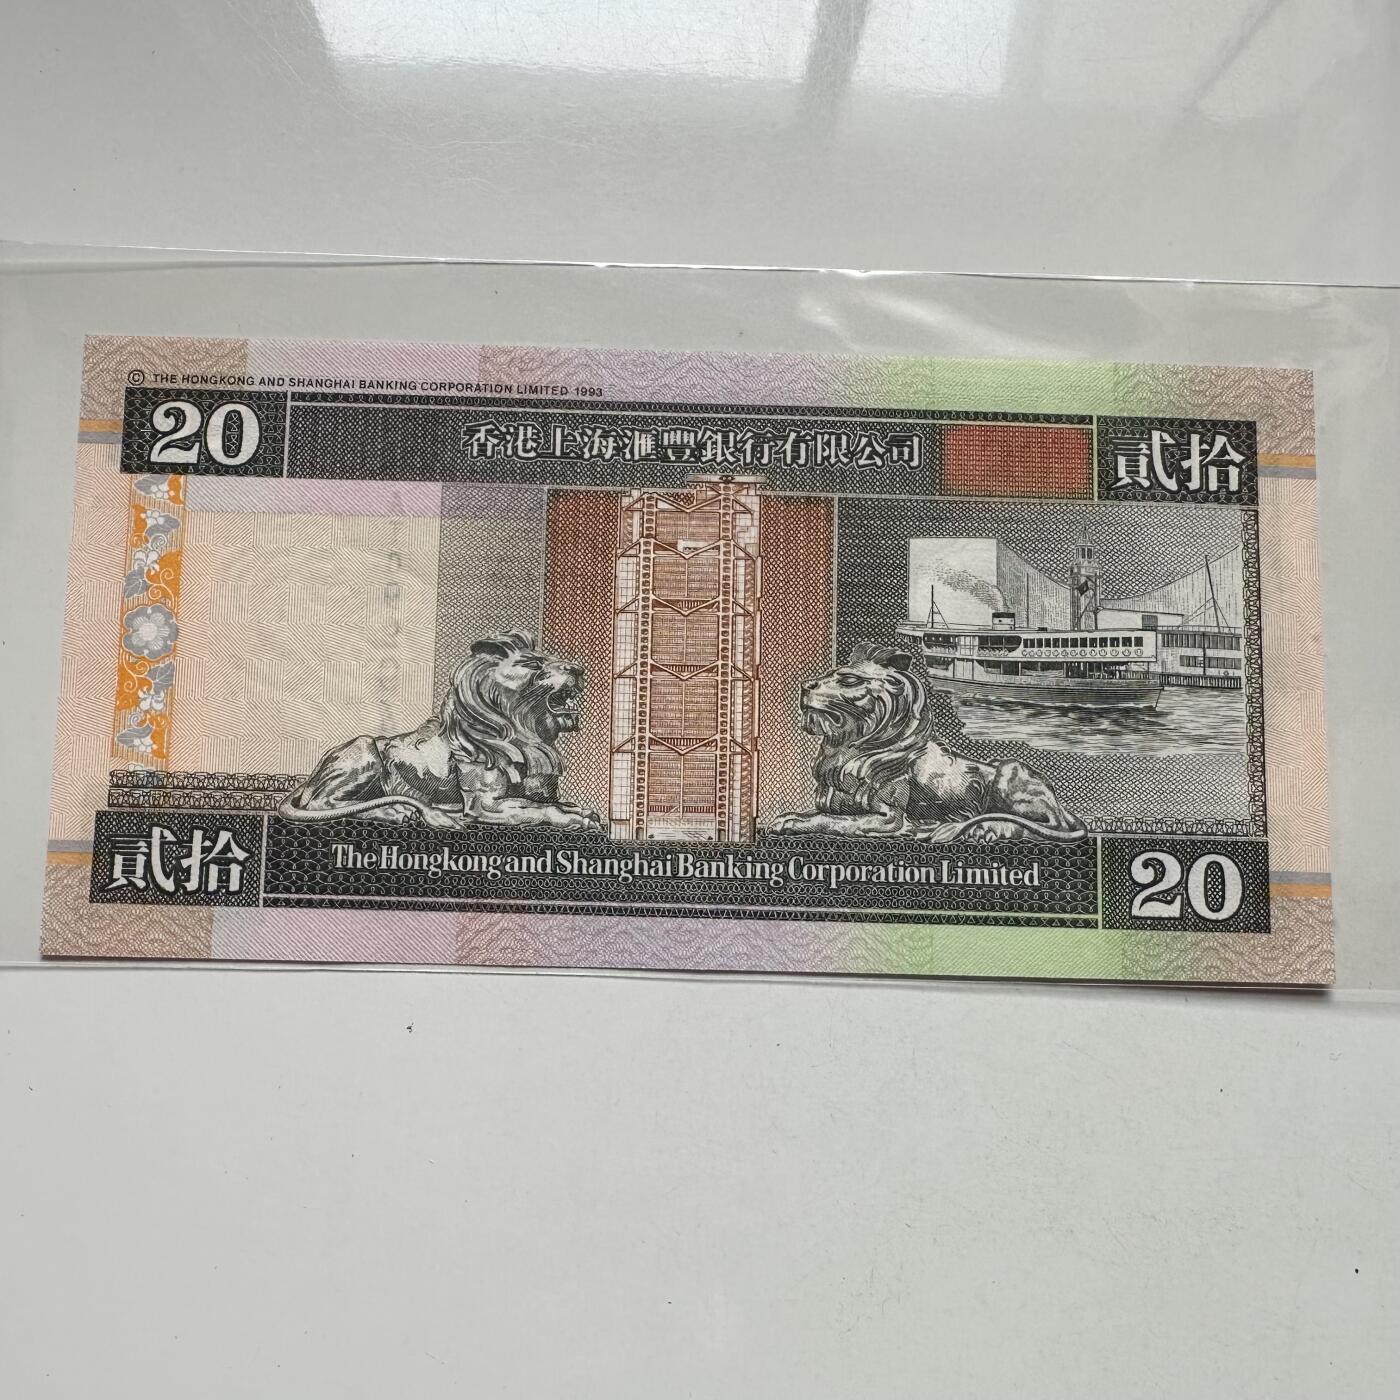 © THE HONGKONG AND SHANGHAI BANKING CORPORATION LIMITED 1993
20
香港上海滙豐銀行有限公司
貳拾
貳拾
The Hongkong and Shanghai Banking Corporation Limited
20